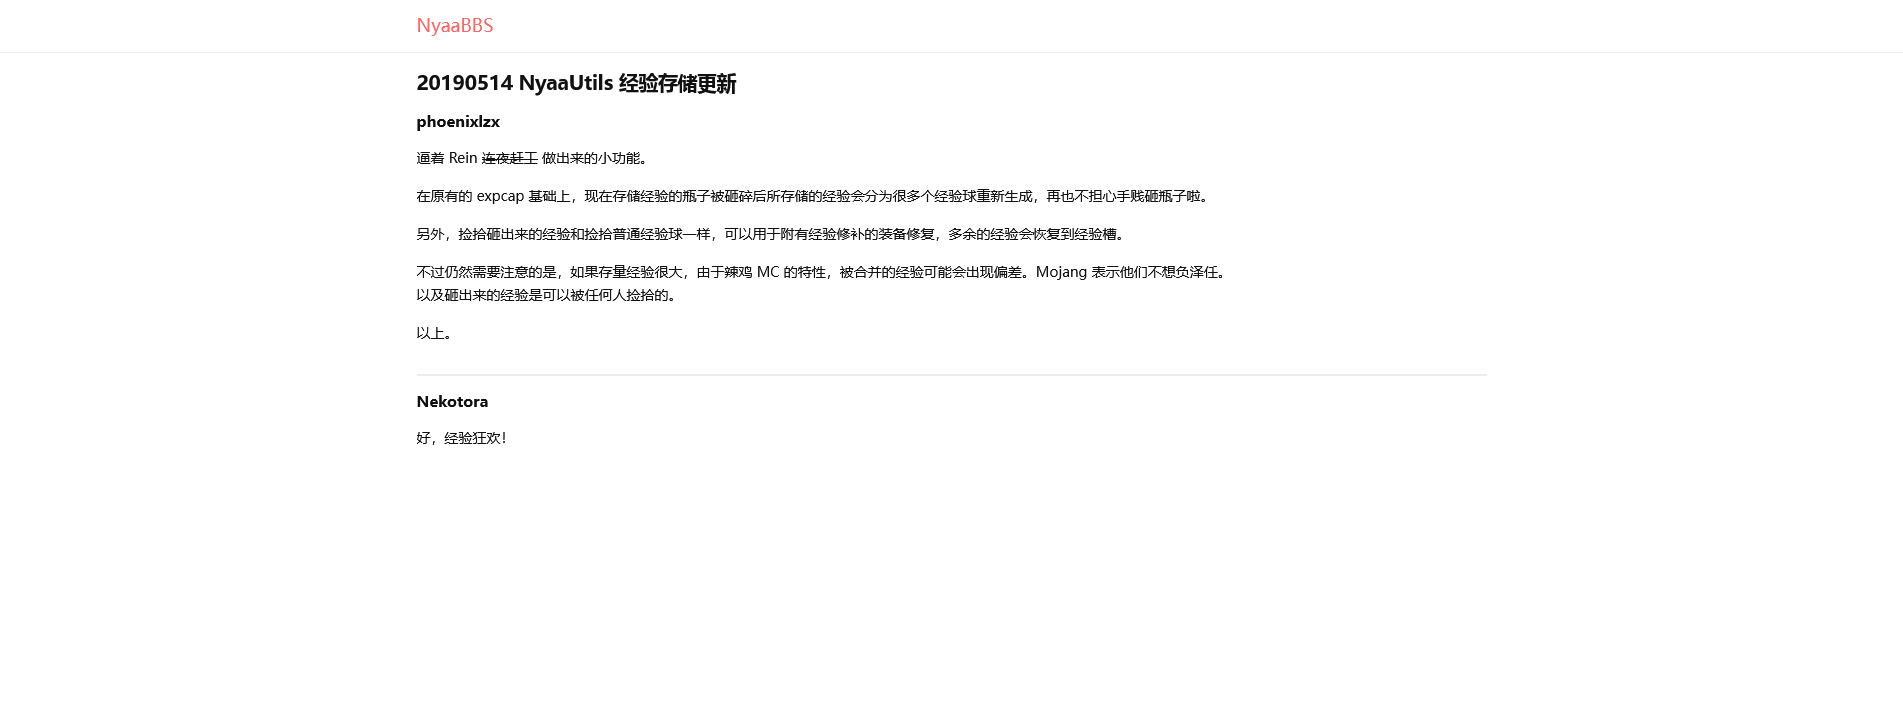 NyaaBBS
20190514 NyaaUtils 经验存储更新
phoenixlzx
逼着 Rein 连夜赶工 做出来的小功能。
在原有的 expcap 基础上，现在存储经验的瓶子被砸碎后所存储的经验会分为很多个经验球重新生成，再也不担心手贱砸瓶子啦。
另外，捡拾砸出来的经验和捡拾普通经验球一样，可以用于附有经验修补的装备修复，多余的经验会恢复到经验槽。
不过仍然需要注意的是，如果存量经验很大，由于辣鸡 MC 的特性，被合并的经验可能会出现偏差。Mojang 表示他们不想负泽任。
以及砸出来的经验是可以被任何人捡拾的。
以上。
Nekotora
好，经验狂欢！